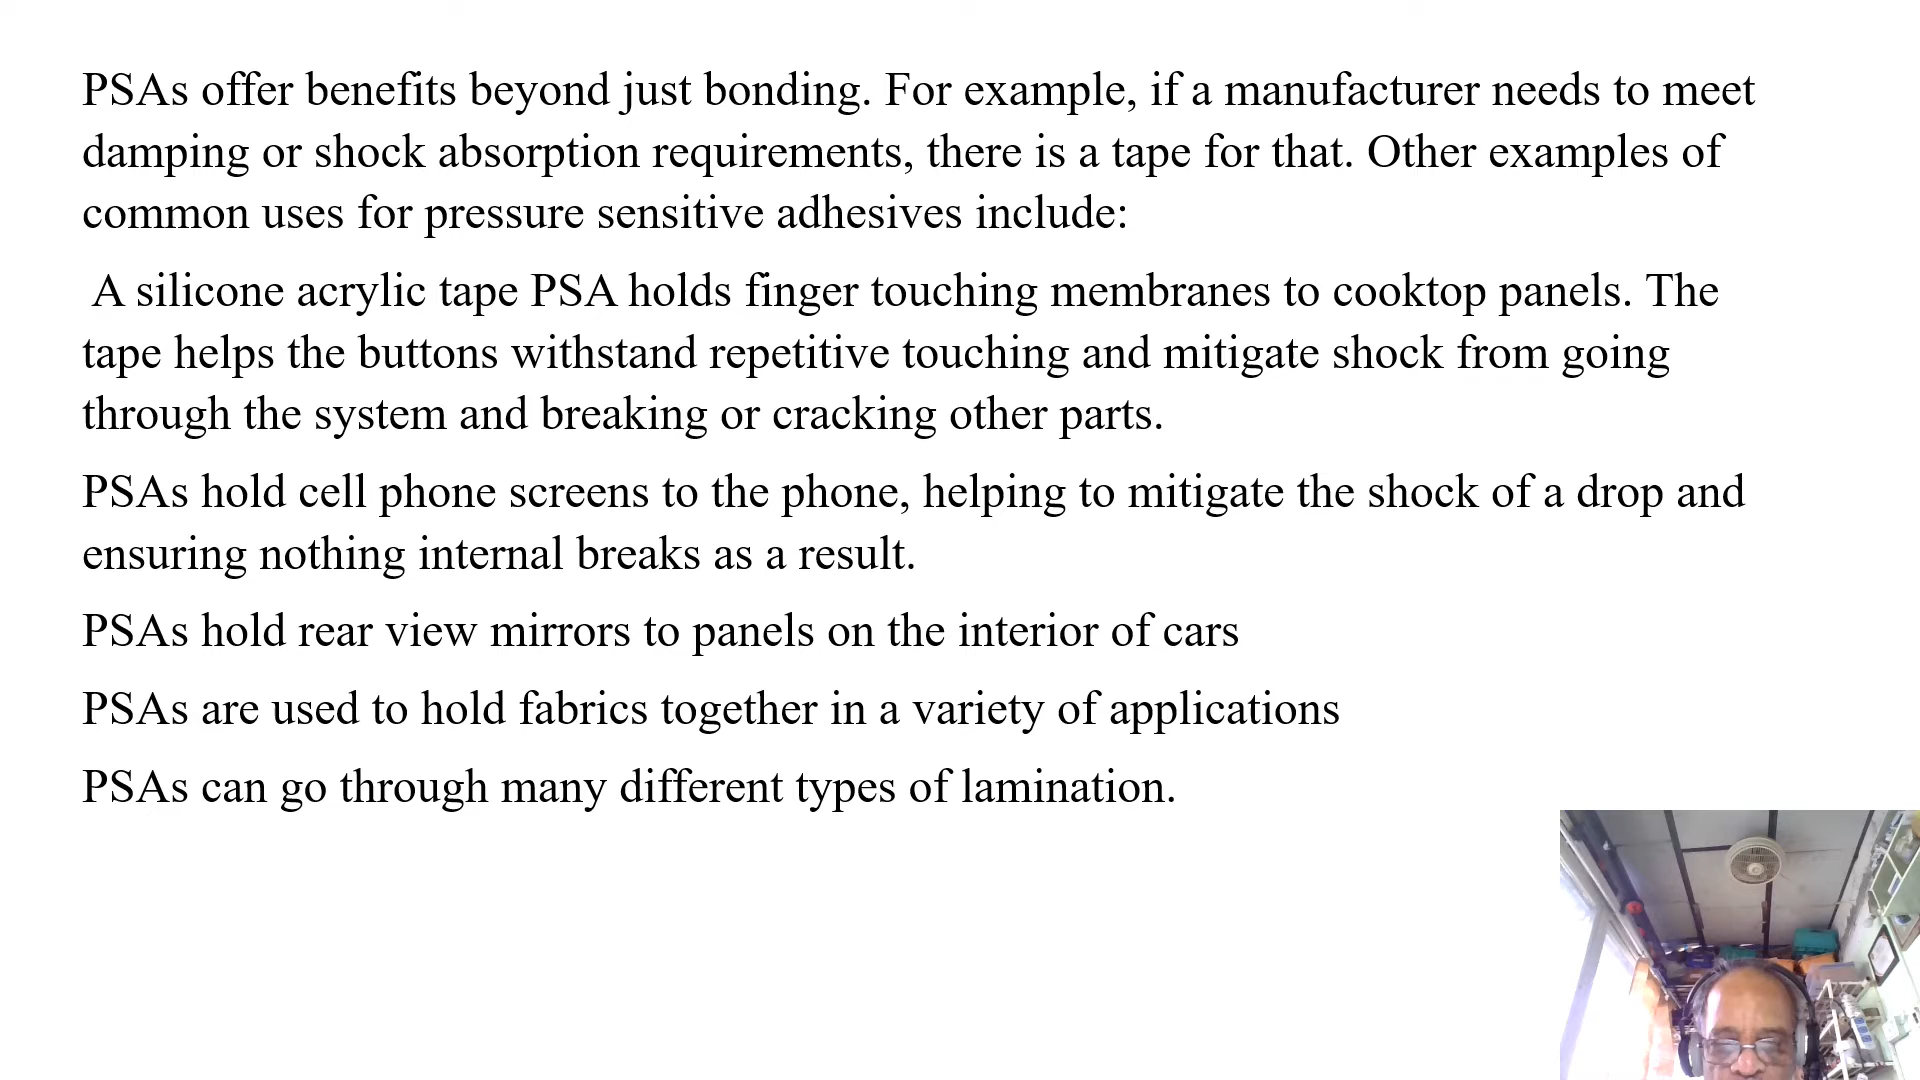 PSAs offer benefits beyond just bonding. For example, if a manufacturer needs to meet
damping or shock absorption requirements, there is a tape for that. Other examples of
common uses for pressure sensitive adhesives include:
A silicone acrylic tape PSA holds finger touching membranes to cooktop panels. The
tape helps the buttons withstand repetitive touching and mitigate shock from going
through the system and breaking or cracking other parts.
PSAs hold cell phone screens to the phone, helping to mitigate the shock of a drop and
ensuring nothing internal breaks as a result.
PSAs hold rear view mirrors to panels on the interior of cars
PSAs are used to hold fabrics together in a variety of applications
PSAs can go through many different types of lamination.